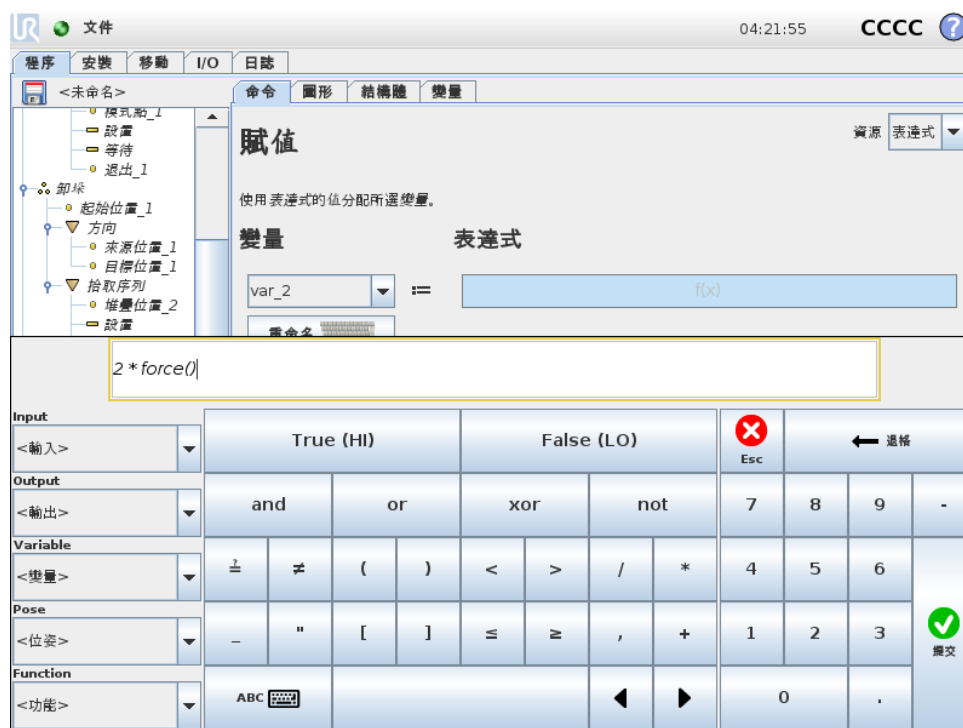 UR 文件 04:21:55 CCCC ?
程序 安裝 移動 I/O 日誌
<未命名> 命令 圖形 結構體 變量
模式點_1
設置
等待
退出_1
卸垛
起始位置_1
方向
來源位置_1
目標位置_1
拾取序列
堆疊位置_2
設置
賦值
資源 表達式
使用表達式的值分配所選變量。
變量 表達式
var_2 := f(x)
重命名
2 * force()
Input
<輸入>
Output
<輸出>
Variable
<變量>
Pose
<位姿>
Function
<功能>
True (HI) False (LO) Esc 退格
and or xor not 7 8 9 -
≟ ≠ ( ) < > / * 4 5 6
_ " [ ] ≤ ≥ , + 1 2 3 提交
ABC 0 .